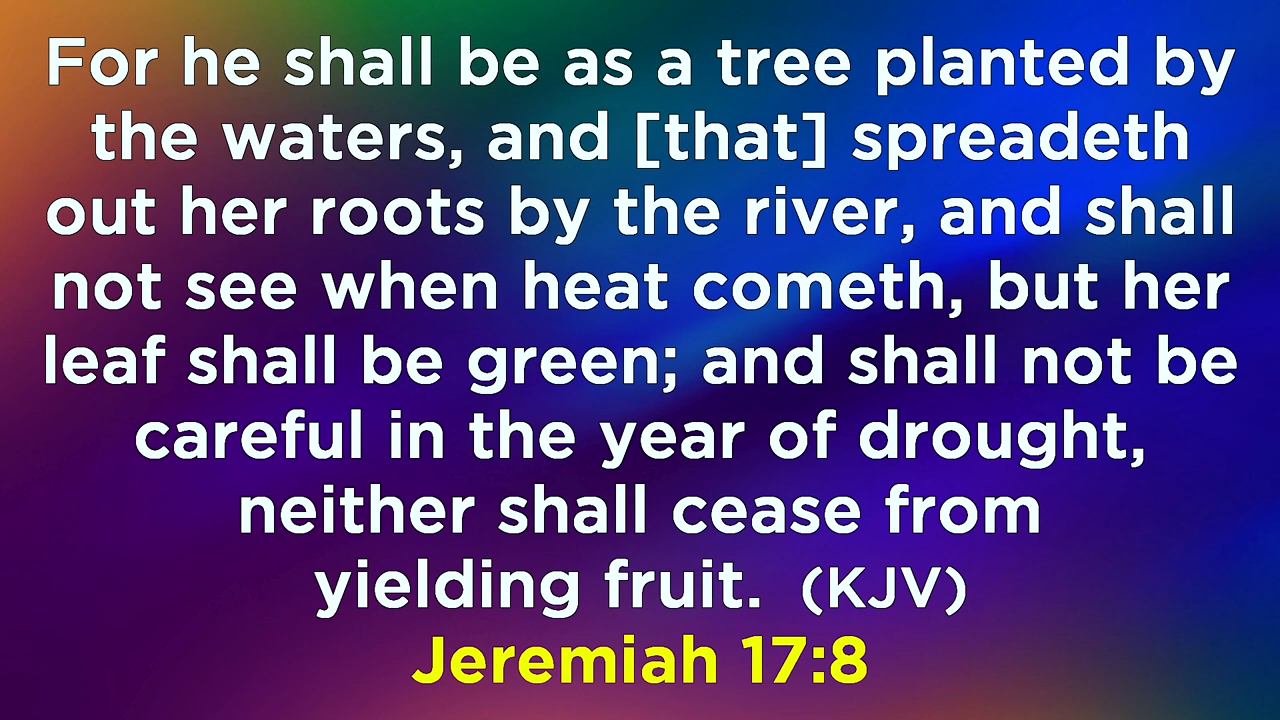 For he shall be as a tree planted by
the waters, and [that] spreadeth
out her roots by the river, and shall
not see when heat cometh, but her
leaf shall be green; and shall not be
careful in the year of drought,
neither shall cease from
yielding fruit. (KJV)
Jeremiah 17:8